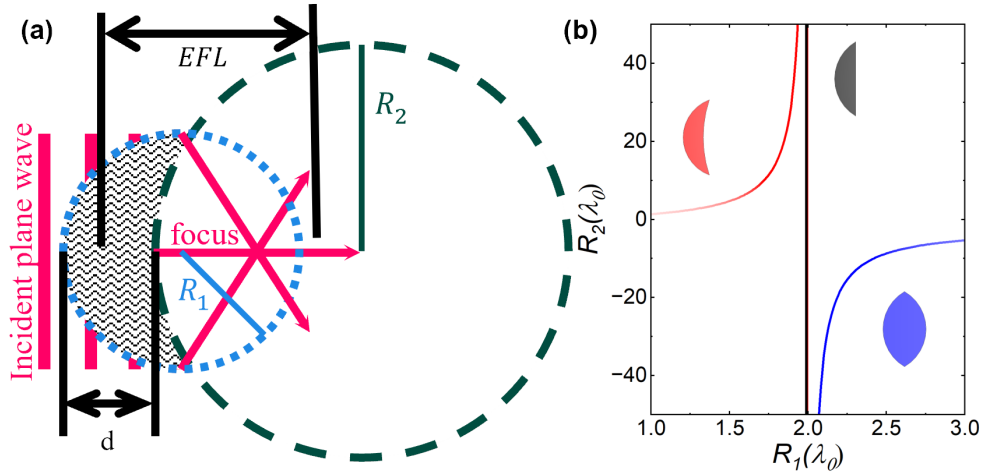 (a)
EFL
R₂
Incident plane wave
focus
R₁
d
(b)
R₂(λ₀)
40
20
0
−20
−40
1.0 1.5 2.0 2.5 3.0
R₁(λ₀)